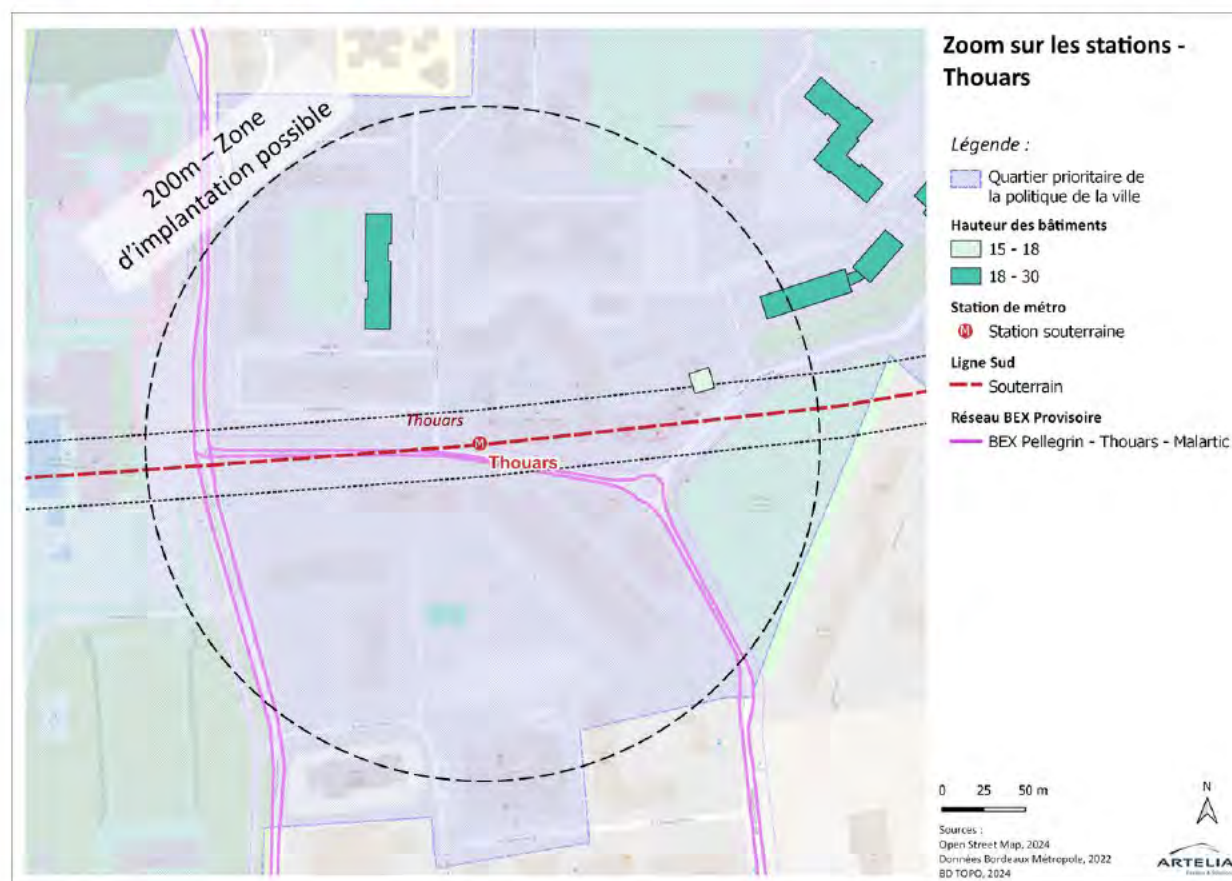 Zoom sur les stations -
Thouars
200m – Zone
d'implantation possible
Thouars
M
Thouars
Légende :
Quartier prioritaire de
la politique de la ville
Hauteur des bâtiments
15 - 18
18 - 30
Station de métro
M Station souterraine
Ligne Sud
Souterrain
Réseau BEX Provisoire
BEX Pellegrin - Thouars - Malartic
0 25 50 m
N
Sources :
Open Street Map, 2024
Données Bordeaux Métropole, 2022
BD TOPO, 2024
ARTELIA